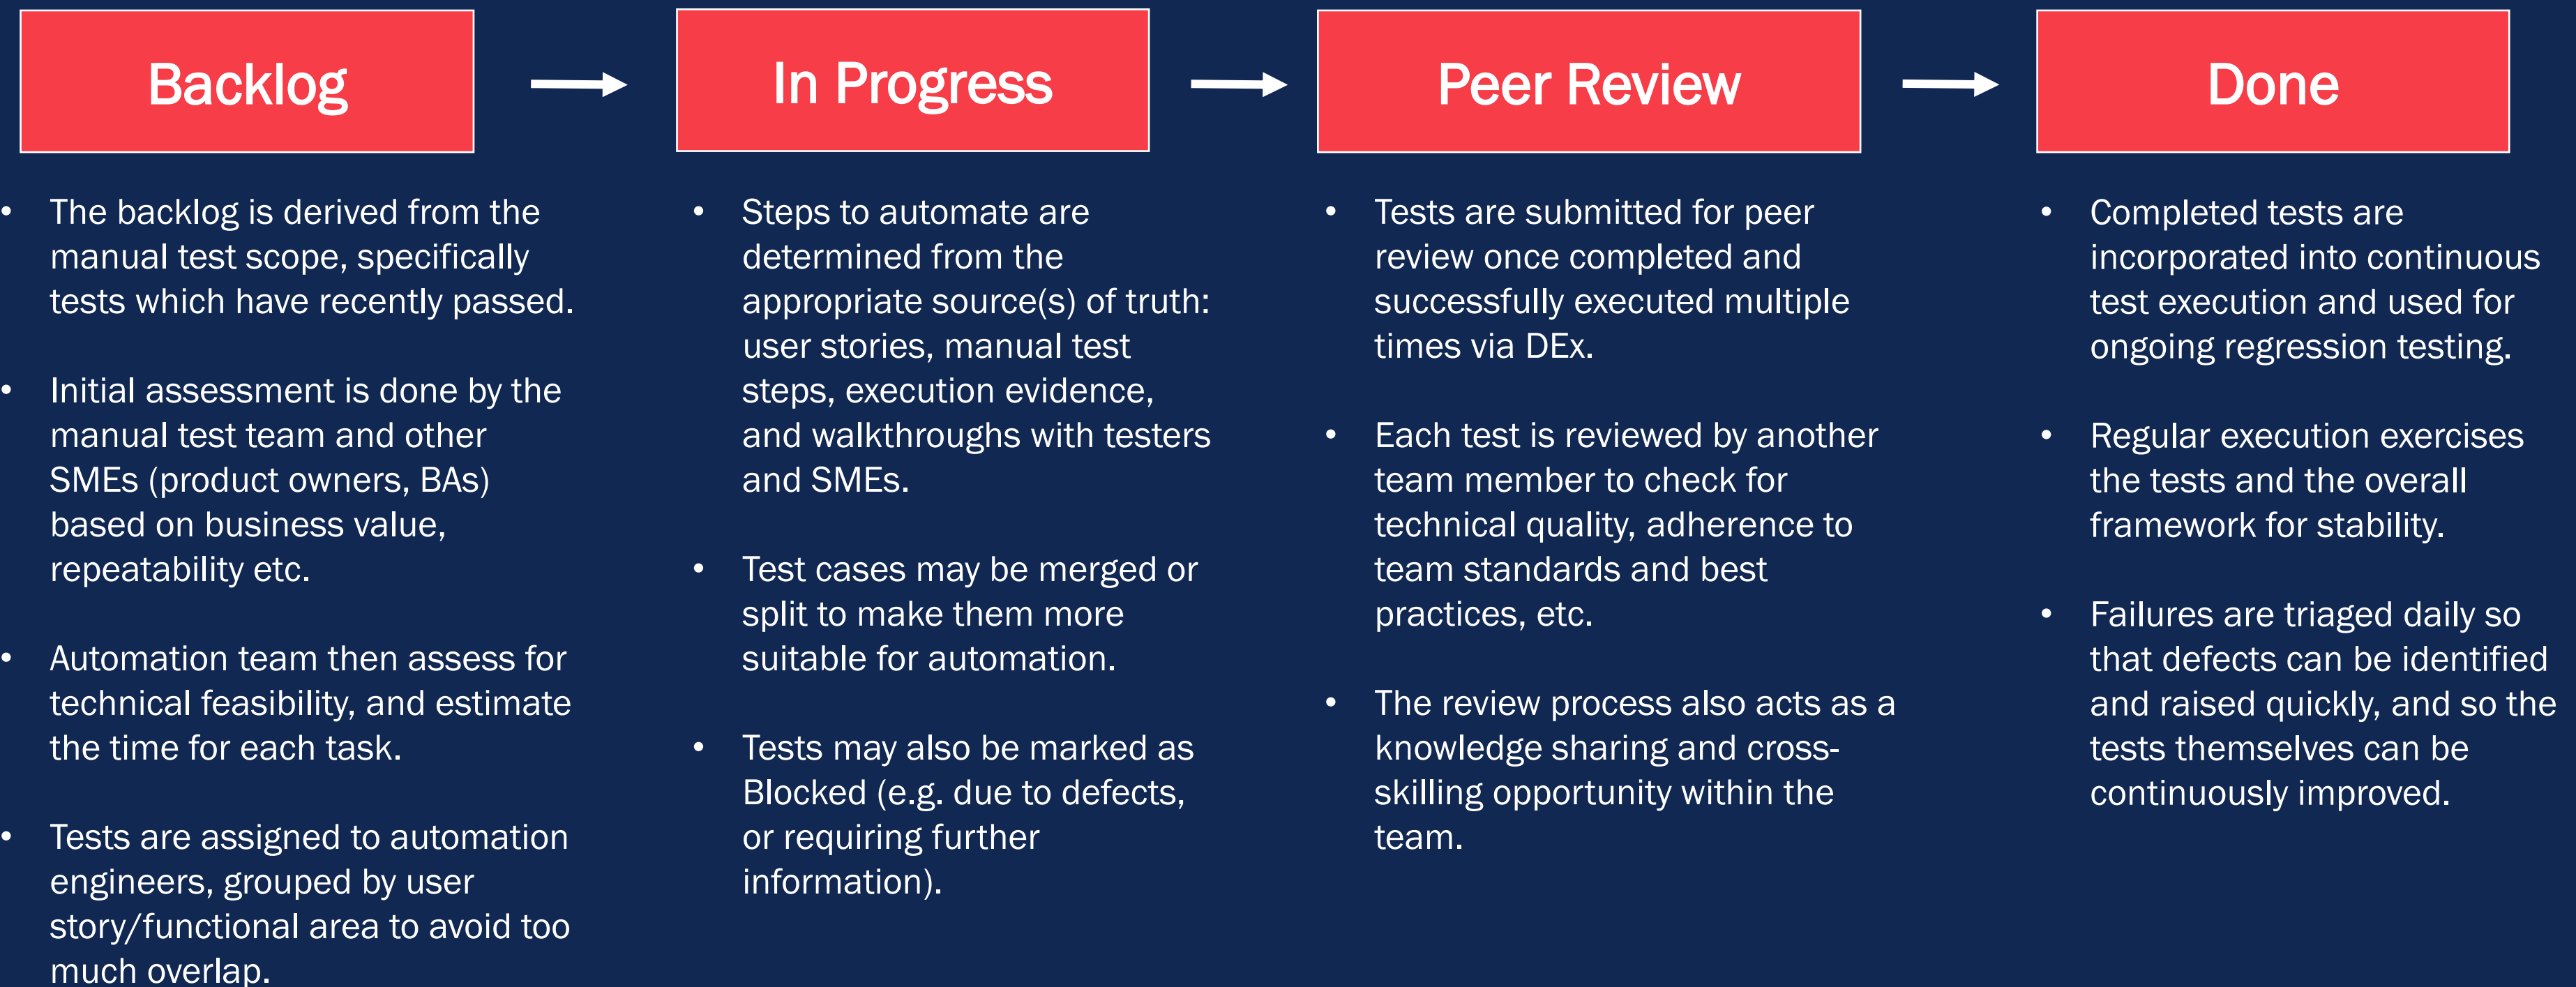 Backlog
In Progress
Peer Review
Done
• The backlog is derived from the
manual test scope, specifically
tests which have recently passed.
• Initial assessment is done by the
manual test team and other
SMEs (product owners, BAs)
based on business value,
repeatability etc.
• Automation team then assess for
technical feasibility, and estimate
the time for each task.
• Tests are assigned to automation
engineers, grouped by user
story/functional area to avoid too
much overlap.
• Steps to automate are
determined from the
appropriate source(s) of truth:
user stories, manual test
steps, execution evidence,
and walkthroughs with testers
and SMEs.
• Test cases may be merged or
split to make them more
suitable for automation.
• Tests may also be marked as
Blocked (e.g. due to defects,
or requiring further
information).
• Tests are submitted for peer
review once completed and
successfully executed multiple
times via DEx.
• Each test is reviewed by another
team member to check for
technical quality, adherence to
team standards and best
practices, etc.
• The review process also acts as a
knowledge sharing and cross-
skilling opportunity within the
team.
• Completed tests are
incorporated into continuous
test execution and used for
ongoing regression testing.
• Regular execution exercises
the tests and the overall
framework for stability.
• Failures are triaged daily so
that defects can be identified
and raised quickly, and so the
tests themselves can be
continuously improved.